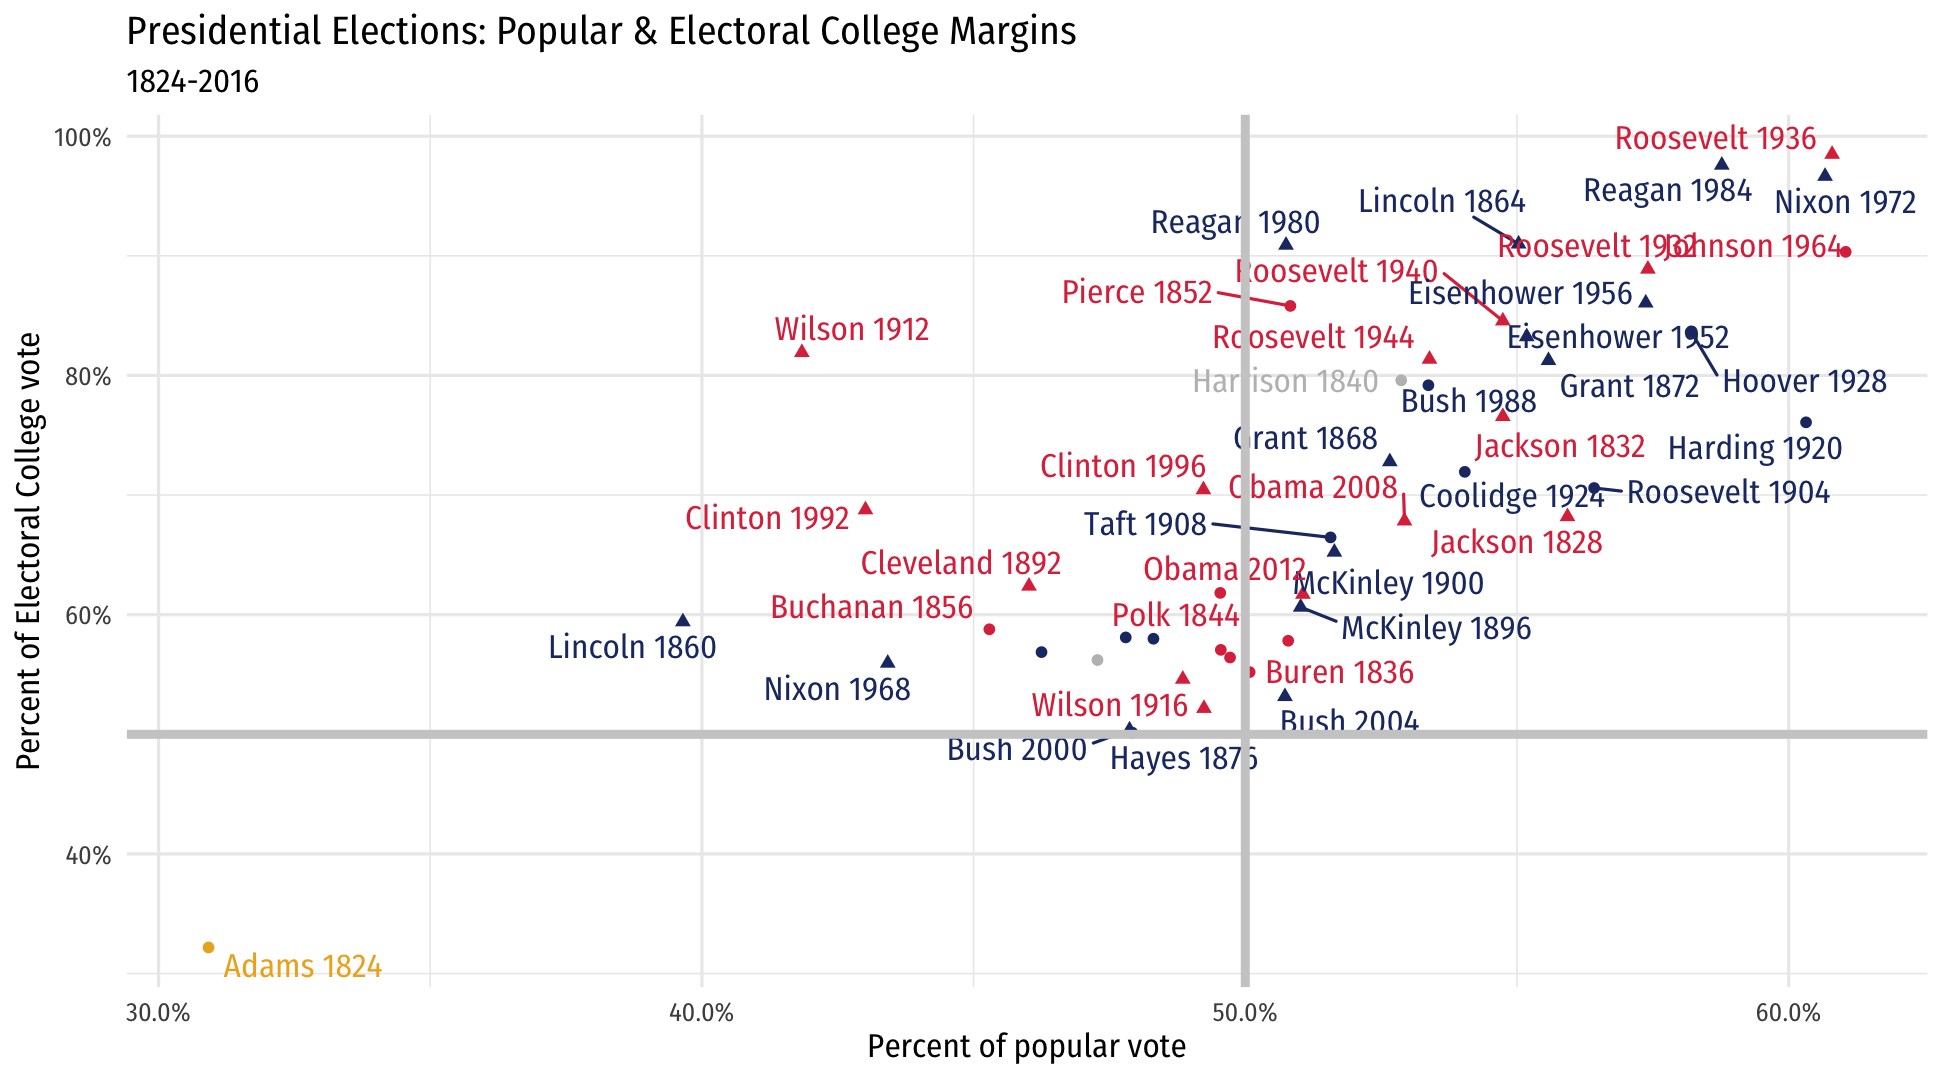 Presidential Elections: Popular & Electoral College Margins
1824-2016
100%
80%
60%
40%
Percent of Electoral College vote
Roosevelt 1936
Reagan 1984
Nixon 1972
Lincoln 1864
Reagan 1980
Roosevelt 1932
Johnson 1964
Roosevelt 1940
Pierce 1852
Eisenhower 1956
Wilson 1912
Roosevelt 1944
Eisenhower 1952
Harrison 1840
Bush 1988
Grant 1872
Hoover 1928
Grant 1868
Jackson 1832
Harding 1920
Clinton 1996
Obama 2008
Coolidge 1924
Roosevelt 1904
Clinton 1992
Taft 1908
Jackson 1828
Cleveland 1892
Obama 2012
McKinley 1900
Buchanan 1856
Polk 1844
McKinley 1896
Lincoln 1860
Buren 1836
Nixon 1968
Wilson 1916
Bush 2004
Bush 2000
Hayes 1876
Adams 1824
30.0%
40.0%
50.0%
60.0%
Percent of popular vote